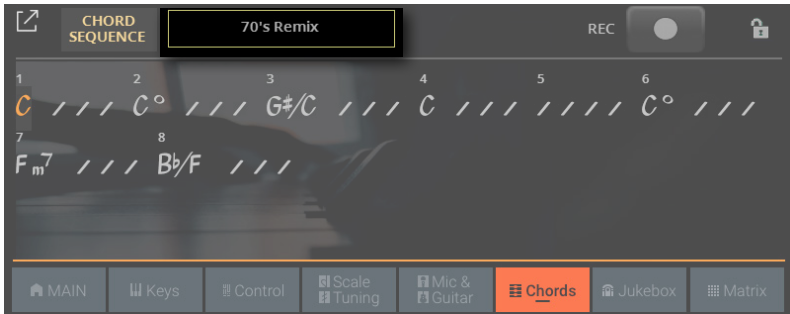 CHORD SEQUENCE 70's Remix REC
1 2 3 4 5 6
C / / / C° / / / G♯/C / / / C / / / / / / / C° / / /
7 8
Fm7 / / / B♭/F / / /
MAIN Keys Control Scale Tuning Mic & Guitar Chords Jukebox Matrix